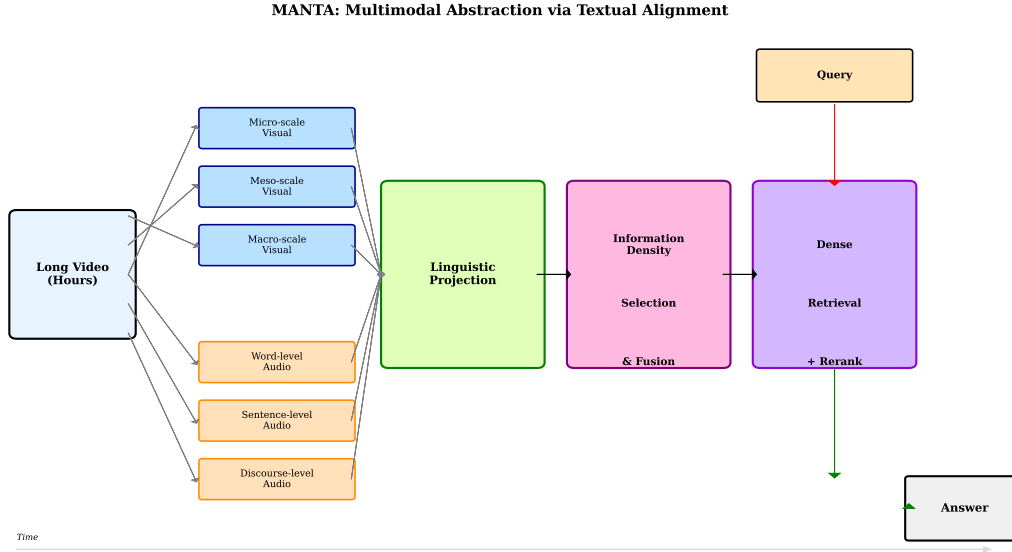 MANTA: Multimodal Abstraction via Textual Alignment
Query
Micro-scale
Visual
Meso-scale
Visual
Macro-scale
Visual
Long Video
(Hours)
Linguistic
Projection
Information
Density
Selection
& Fusion
Dense
Retrieval
+ Rerank
Word-level
Audio
Sentence-level
Audio
Discourse-level
Audio
Answer
Time